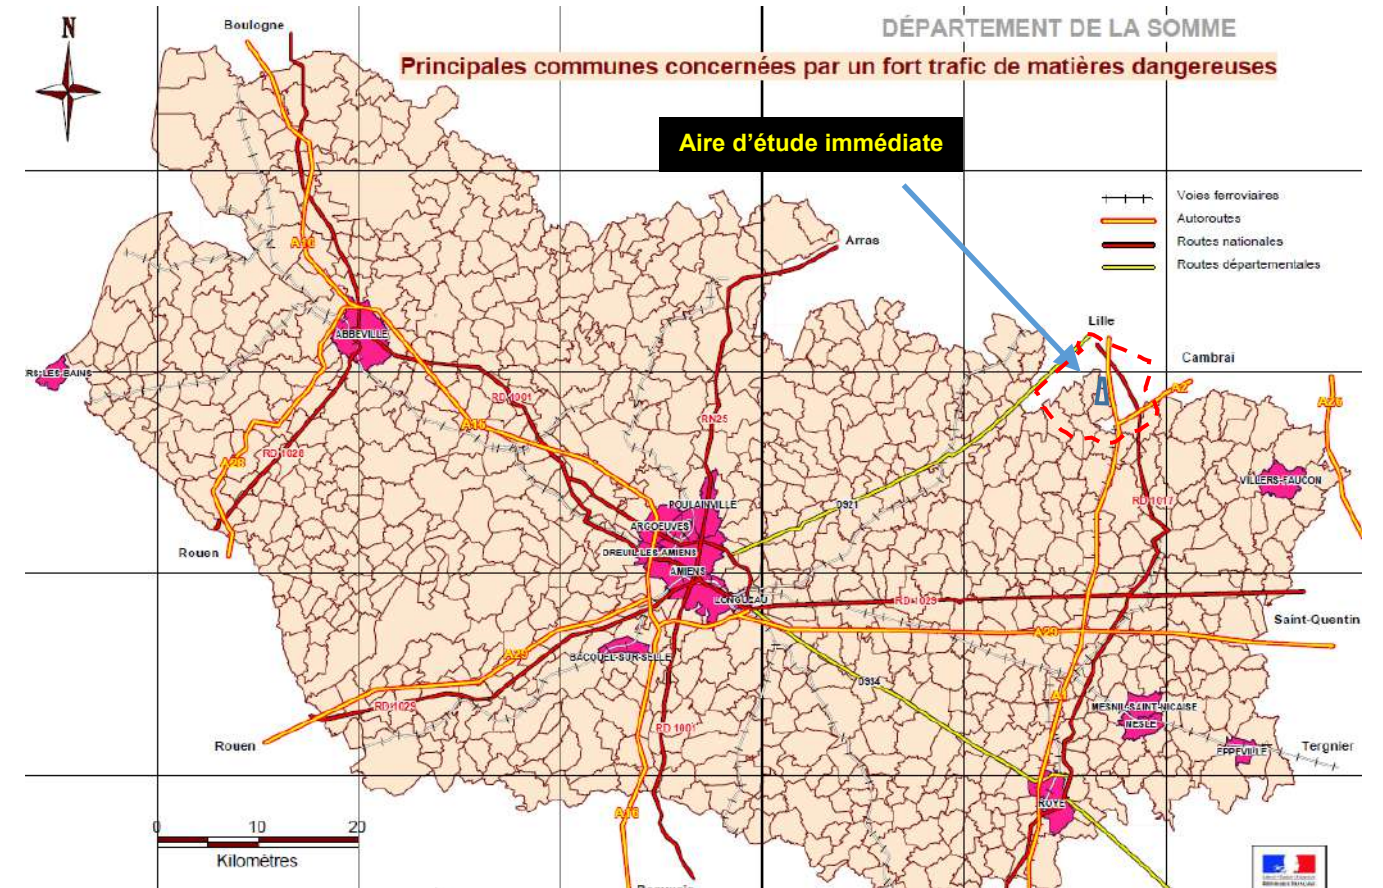 N
Boulogne
DÉPARTEMENT DE LA SOMME
Principales communes concernées par un fort trafic de matières dangereuses
Aire d'étude immédiate
Voies ferroviaires
Autoroutes
Routes nationales
Routes départementales
Arras
A16
Lille
Cambrai
ABBEVILLE
RS-LES-BAINS
A2
A26
RD 1001
RN25
A16
RD 1028
A28
VILLERS-FAUCON
D921
RD 1017
POULAINVILLE
ARGOEUVES
Rouen
DREUIL-LES-AMIENS
AMIENS
LONGUEAU
RD 1029
Saint-Quentin
A29
A29
BACQUEL-SUR-SELLE
D934
A1
MESNIL-SAINT-NICAISE
NESLE
RD 1029
RD 1001
Rouen
EPPEVILLE
Tergnier
ROYE
A16
0 10 20
Kilomètres